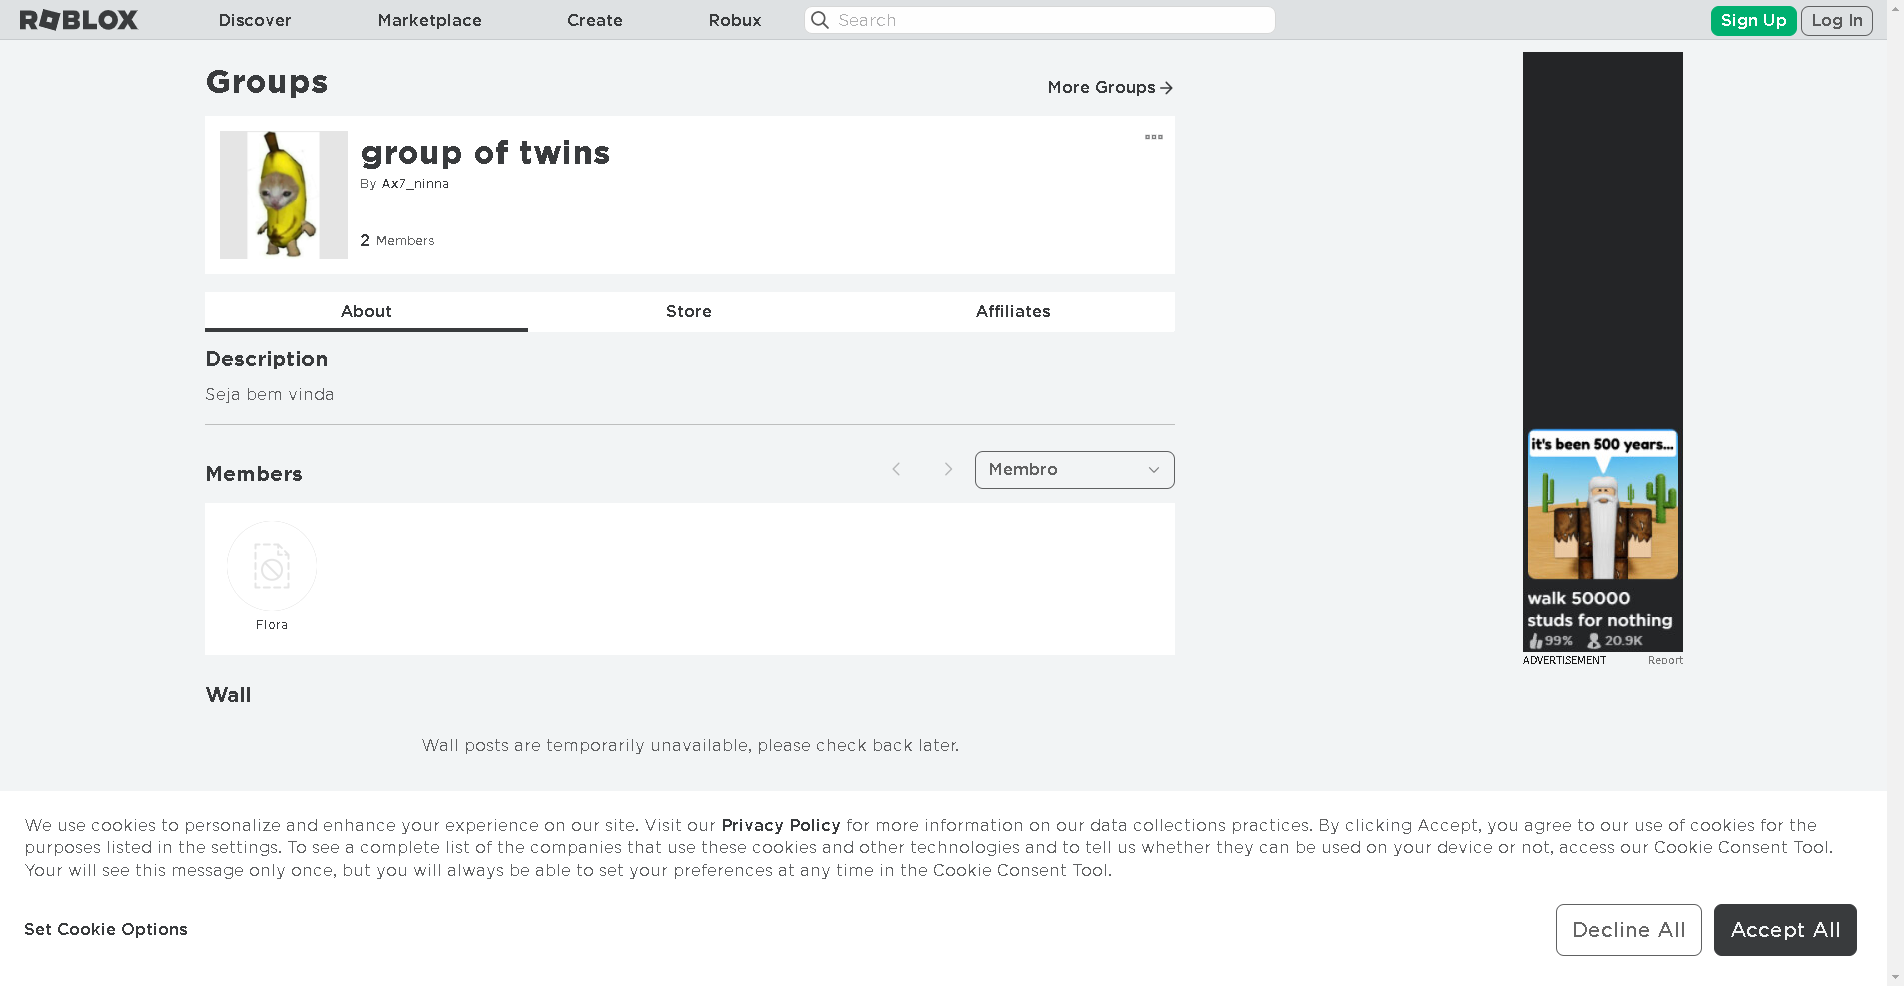 ROBLOX
Discover
Marketplace
Create
Robux
Search
Sign Up
Log In
Groups
More Groups
group of twins
By Ax7_ninna
2 Members
About
Store
Affiliates
Description
Seja bem vinda
Members
Membro
Flora
Wall
Wall posts are temporarily unavailable, please check back later.
it's been 500 years...
walk 50000
studs for nothing
99% 20.9K
ADVERTISEMENT
Report
We use cookies to personalize and enhance your experience on our site. Visit our Privacy Policy for more information on our data collections practices. By clicking Accept, you agree to our use of cookies for the
purposes listed in the settings. To see a complete list of the companies that use these cookies and other technologies and to tell us whether they can be used on your device or not, access our Cookie Consent Tool.
Your will see this message only once, but you will always be able to set your preferences at any time in the Cookie Consent Tool.
Set Cookie Options
Decline All
Accept All